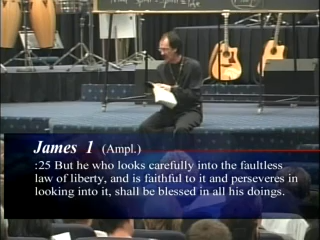 James 1 (Ampl.)
:25 But he who looks carefully into the faultless
law of liberty, and is faithful to it and perseveres in
looking into it, shall be blessed in all his doings.